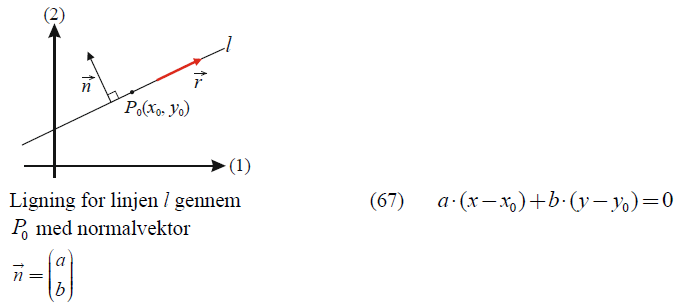 (2)
l
n⃗
r⃗
P₀(x₀, y₀)
(1)
Ligning for linjen l gennem
P₀ med normalvektor
n⃗ = (a b)
(67) a·(x−x₀)+b·(y−y₀)=0